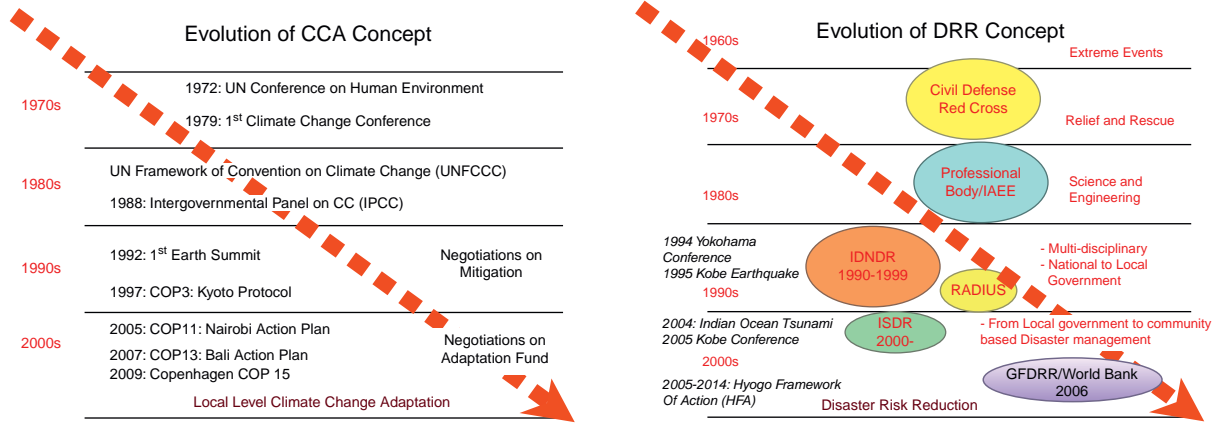 Evolution of CCA Concept
1970s
1972: UN Conference on Human Environment
1979: 1st Climate Change Conference
1980s
UN Framework of Convention on Climate Change (UNFCCC)
1988: Intergovernmental Panel on CC (IPCC)
1990s
1992: 1st Earth Summit
1997: COP3: Kyoto Protocol
Negotiations on
Mitigation
2000s
2005: COP11: Nairobi Action Plan
2007: COP13: Bali Action Plan
2009: Copenhagen COP 15
Negotiations on
Adaptation Fund
Local Level Climate Change Adaptation
Evolution of DRR Concept
1960s
Extreme Events
1970s
Civil Defense
Red Cross
Relief and Rescue
1980s
Professional
Body/IAEE
Science and
Engineering
1994 Yokohama
Conference
1995 Kobe Earthquake
1990s
IDNDR
1990-1999
RADIUS
- Multi-disciplinary
- National to Local
Government
2004: Indian Ocean Tsunami
2005 Kobe Conference
2000s
ISDR
2000-
- From Local government to community
based Disaster management
2005-2014: Hyogo Framework
Of Action (HFA)
GFDRR/World Bank
2006
Disaster Risk Reduction